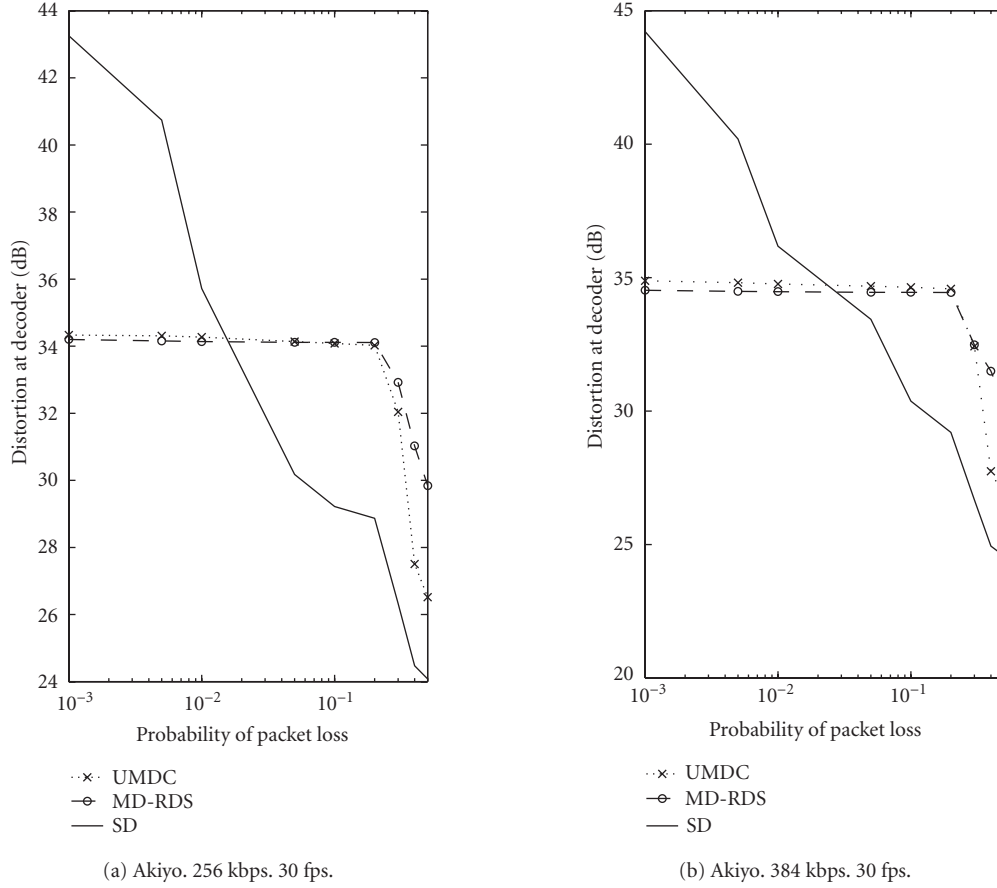 44
42
40
38
36
34
32
30
28
26
24
Distortion at decoder (dB)
10−3
10−2
10−1
Probability of packet loss
UMDC
MD-RDS
SD
(a) Akiyo. 256 kbps. 30 fps.
45
40
35
30
25
20
Distortion at decoder (dB)
10−3
10−2
10−1
Probability of packet loss
UMDC
MD-RDS
SD
(b) Akiyo. 384 kbps. 30 fps.